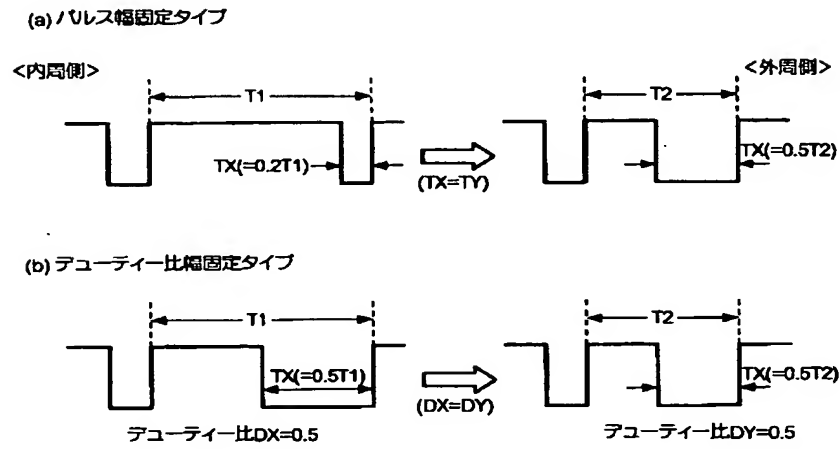 (a) パルス幅固定タイプ
<内周側>
<外周側>
T1
T2
TX(=0.2T1)
(TX=TY)
TX(=0.5T2)
(b) デューティー比幅固定タイプ
T1
T2
TX(=0.5T1)
(DX=DY)
TX(=0.5T2)
デューティー比DX=0.5
デューティー比DY=0.5